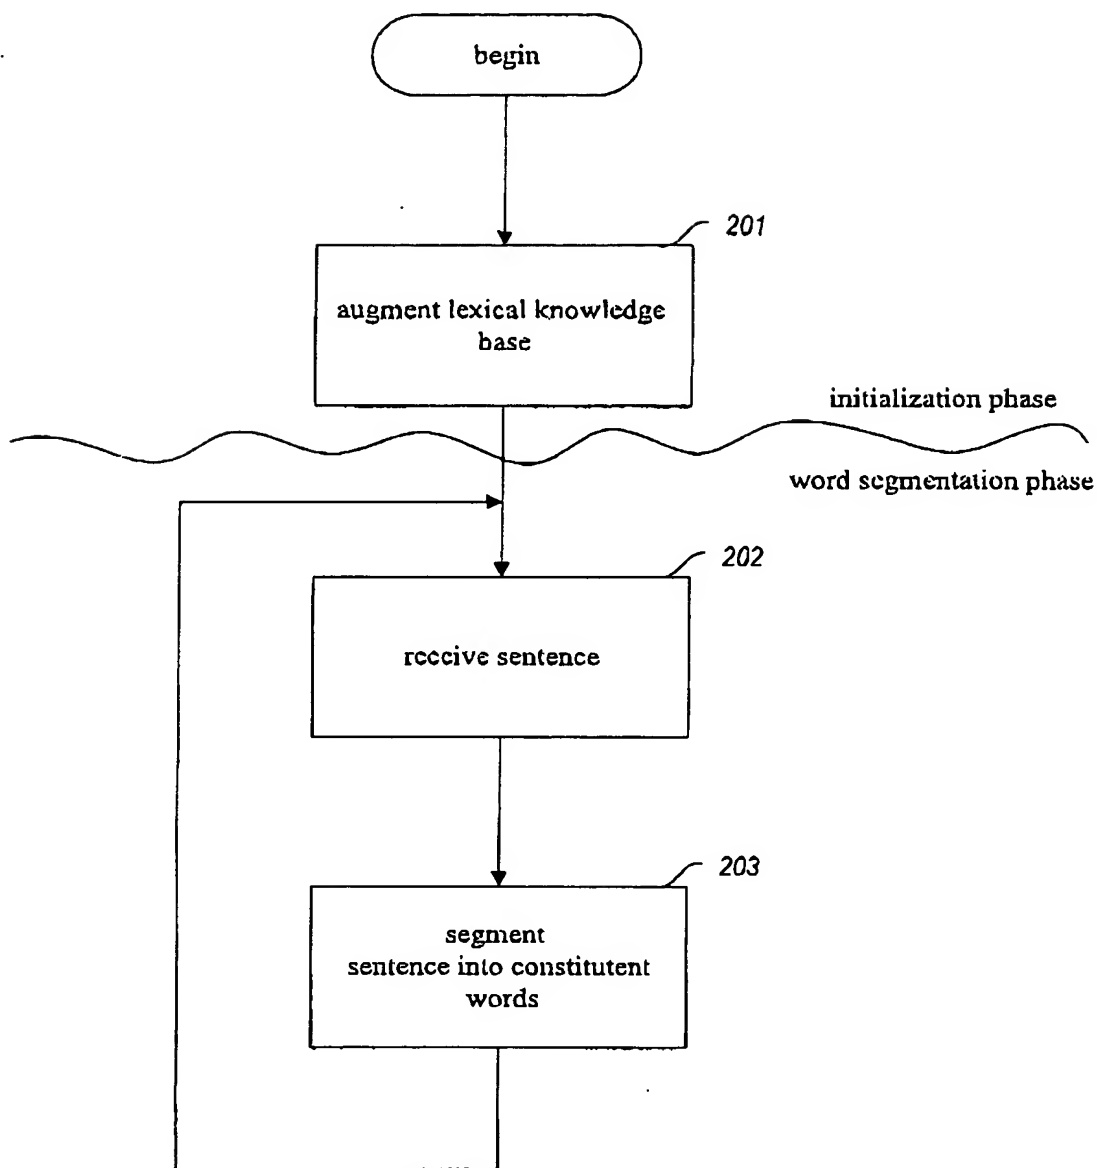 begin
201
augment lexical knowledge
base
initialization phase
word segmentation phase
202
receive sentence
203
segment
sentence into constitutent
words